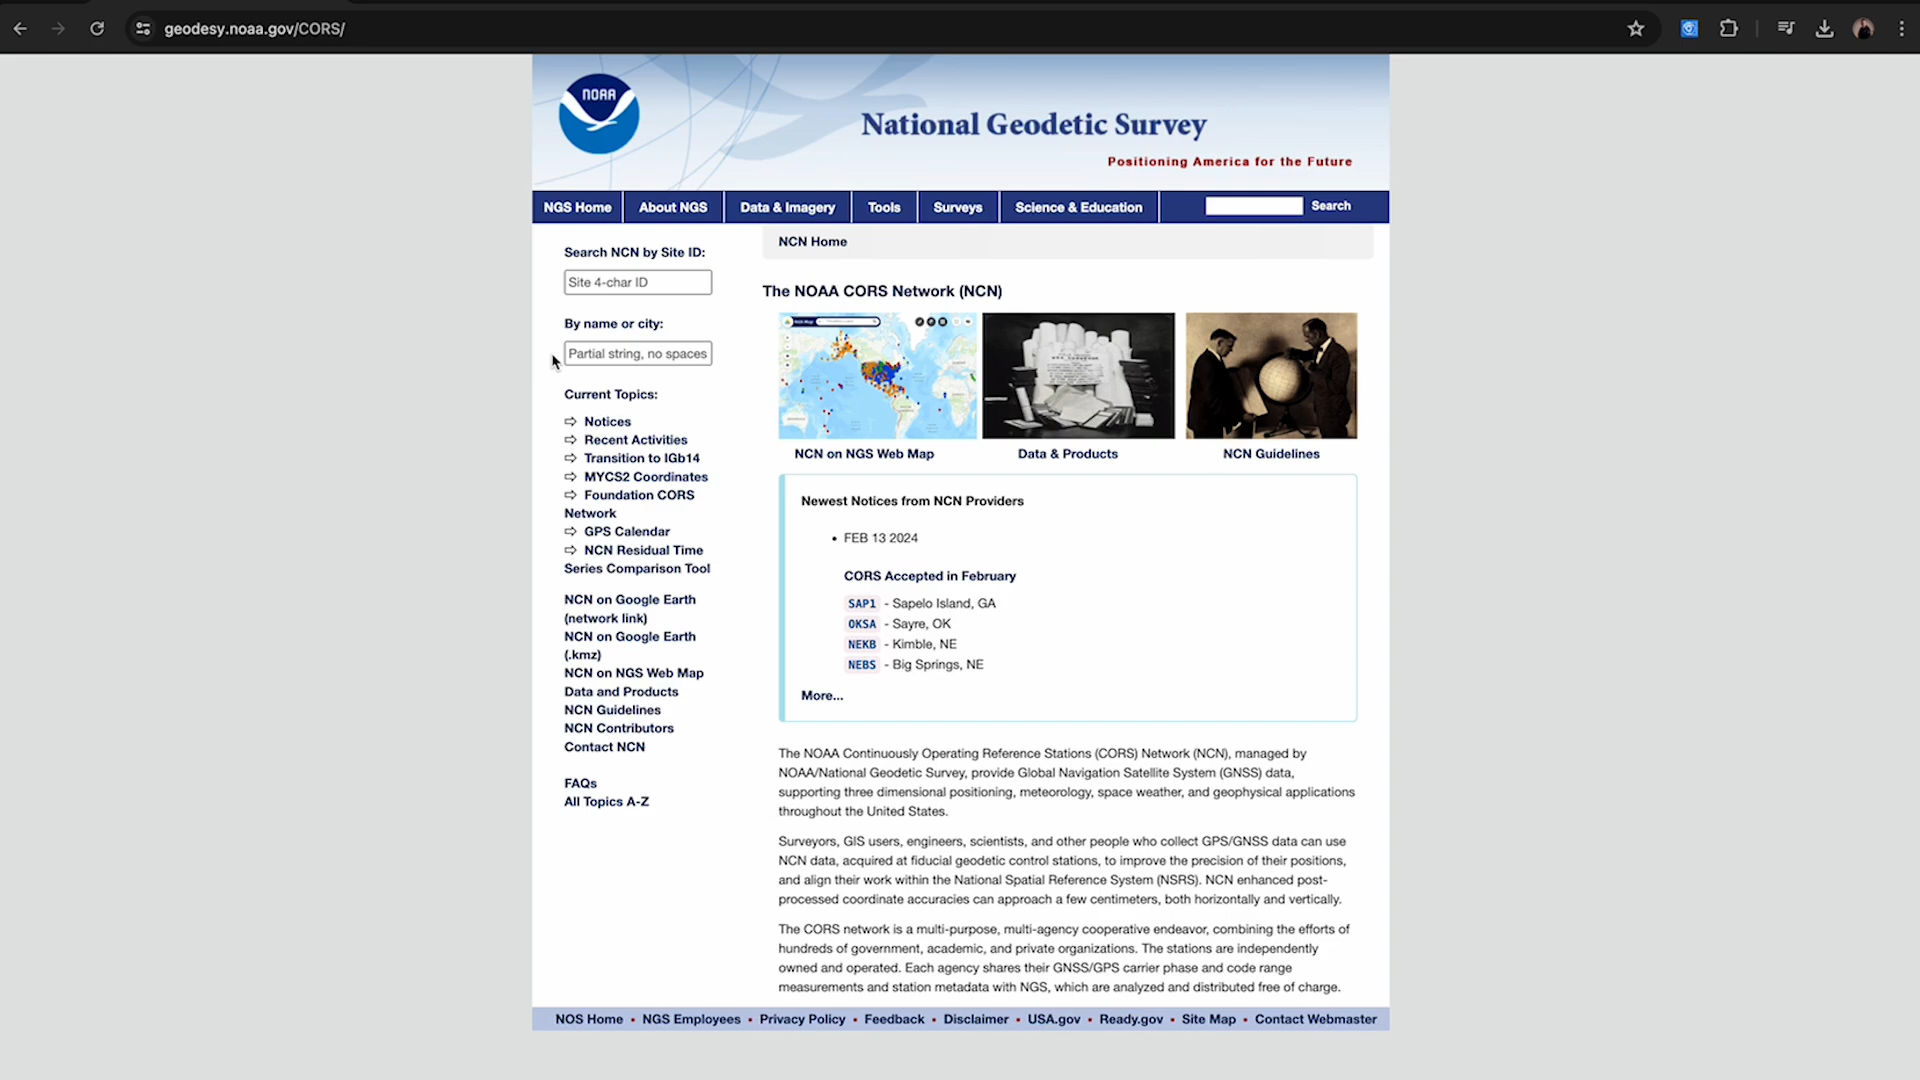 geodesy.noaa.gov/CORS/
NOAA
National Geodetic Survey
Positioning America for the Future
NGS Home
About NGS
Data & Imagery
Tools
Surveys
Science & Education
Search
Search NCN by Site ID:
Site 4-char ID
By name or city:
Partial string, no spaces
Current Topics:
⇨ Notices
⇨ Recent Activities
⇨ Transition to IGb14
⇨ MYCS2 Coordinates
⇨ Foundation CORS
Network
⇨ GPS Calendar
⇨ NCN Residual Time
Series Comparison Tool
NCN on Google Earth
(network link)
NCN on Google Earth
(.kmz)
NCN on NGS Web Map
Data and Products
NCN Guidelines
NCN Contributors
Contact NCN
FAQs
All Topics A-Z
NCN Home
The NOAA CORS Network (NCN)
NCN on NGS Web Map
Data & Products
NCN Guidelines
Newest Notices from NCN Providers
• FEB 13 2024
CORS Accepted in February
SAP1 - Sapelo Island, GA
OKSA - Sayre, OK
NEKB - Kimble, NE
NEBS - Big Springs, NE
More...
The NOAA Continuously Operating Reference Stations (CORS) Network (NCN), managed by
NOAA/National Geodetic Survey, provide Global Navigation Satellite System (GNSS) data,
supporting three dimensional positioning, meteorology, space weather, and geophysical applications
throughout the United States.
Surveyors, GIS users, engineers, scientists, and other people who collect GPS/GNSS data can use
NCN data, acquired at fiducial geodetic control stations, to improve the precision of their positions,
and align their work within the National Spatial Reference System (NSRS). NCN enhanced post-
processed coordinate accuracies can approach a few centimeters, both horizontally and vertically.
The CORS network is a multi-purpose, multi-agency cooperative endeavor, combining the efforts of
hundreds of government, academic, and private organizations. The stations are independently
owned and operated. Each agency shares their GNSS/GPS carrier phase and code range
measurements and station metadata with NGS, which are analyzed and distributed free of charge.
NOS Home • NGS Employees • Privacy Policy • Feedback • Disclaimer • USA.gov • Ready.gov • Site Map • Contact Webmaster